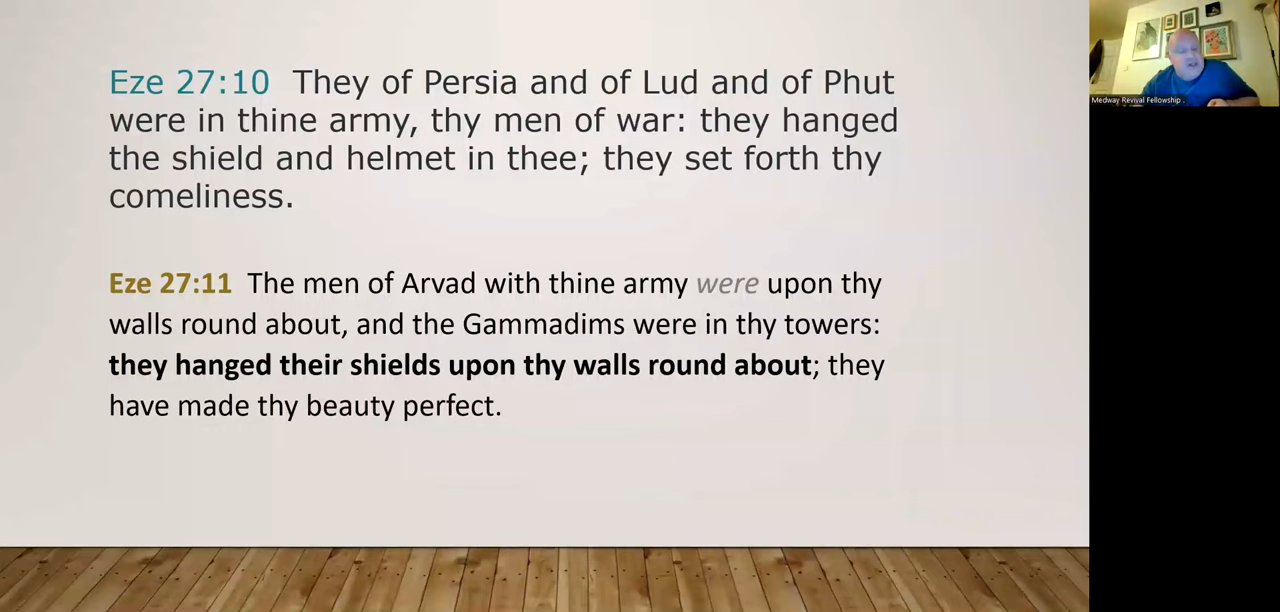 Eze 27:10 They of Persia and of Lud and of Phut
were in thine army, thy men of war: they hanged
the shield and helmet in thee; they set forth thy
comeliness.
Eze 27:11 The men of Arvad with thine army were upon thy
walls round about, and the Gammadims were in thy towers:
they hanged their shields upon thy walls round about; they
have made thy beauty perfect.
Medway Revival Fellowship .